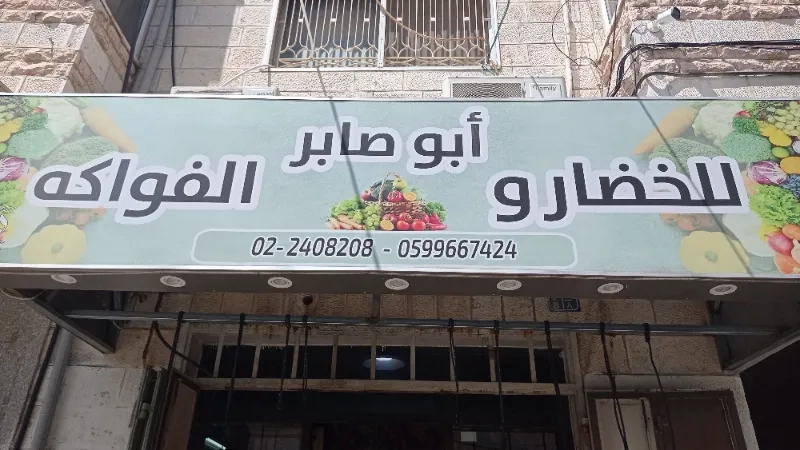 أبو صابر
للخضار و الفواكه
02- 2408208 - 0599667424